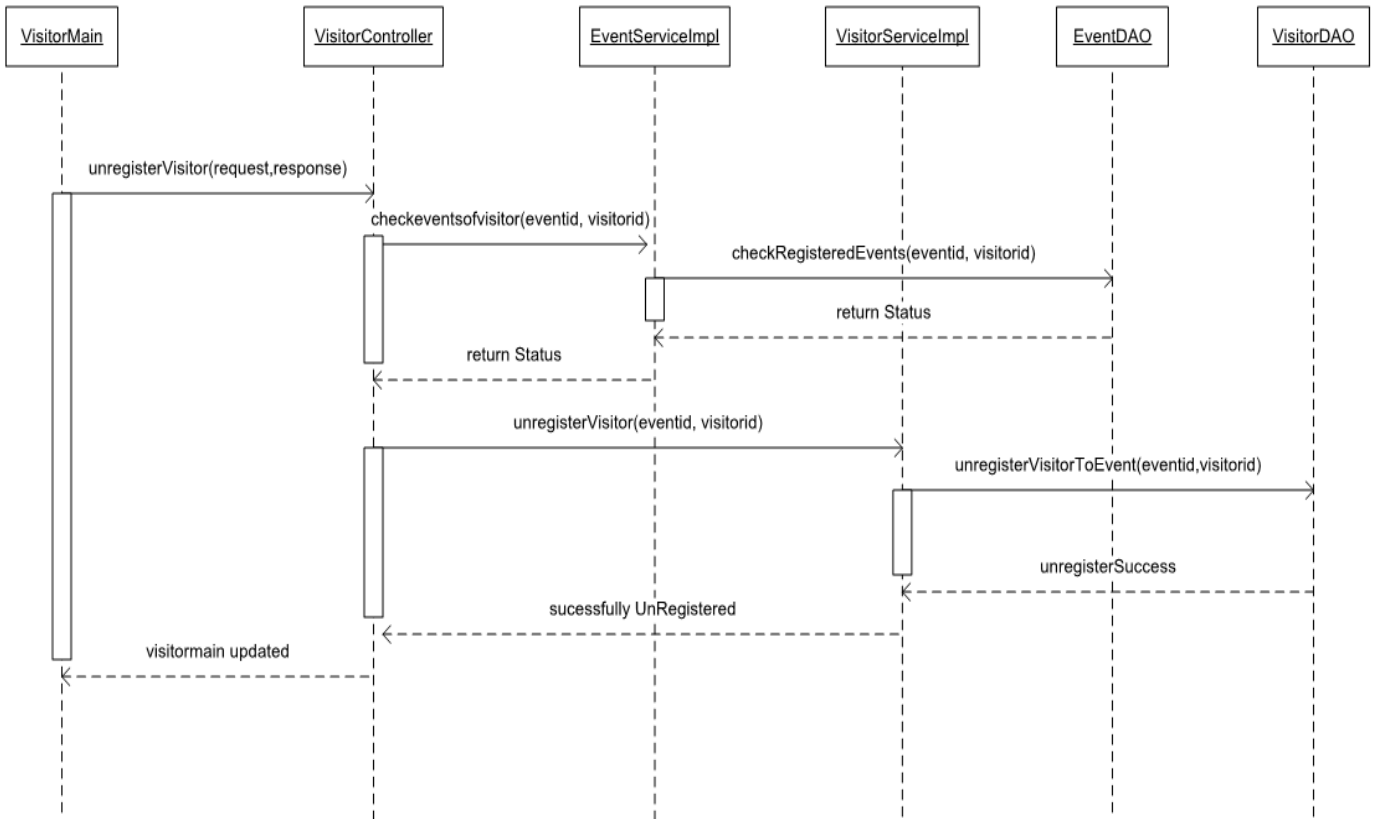 VisitorMain
VisitorController
EventServiceImpl
VisitorServiceImpl
EventDAO
VisitorDAO
unregisterVisitor(request,response)
checkeventsofvisitor(eventid, visitorid)
checkRegisteredEvents(eventid, visitorid)
return Status
return Status
unregisterVisitor(eventid, visitorid)
unregisterVisitorToEvent(eventid,visitorid)
unregisterSuccess
sucessfully UnRegistered
visitormain updated